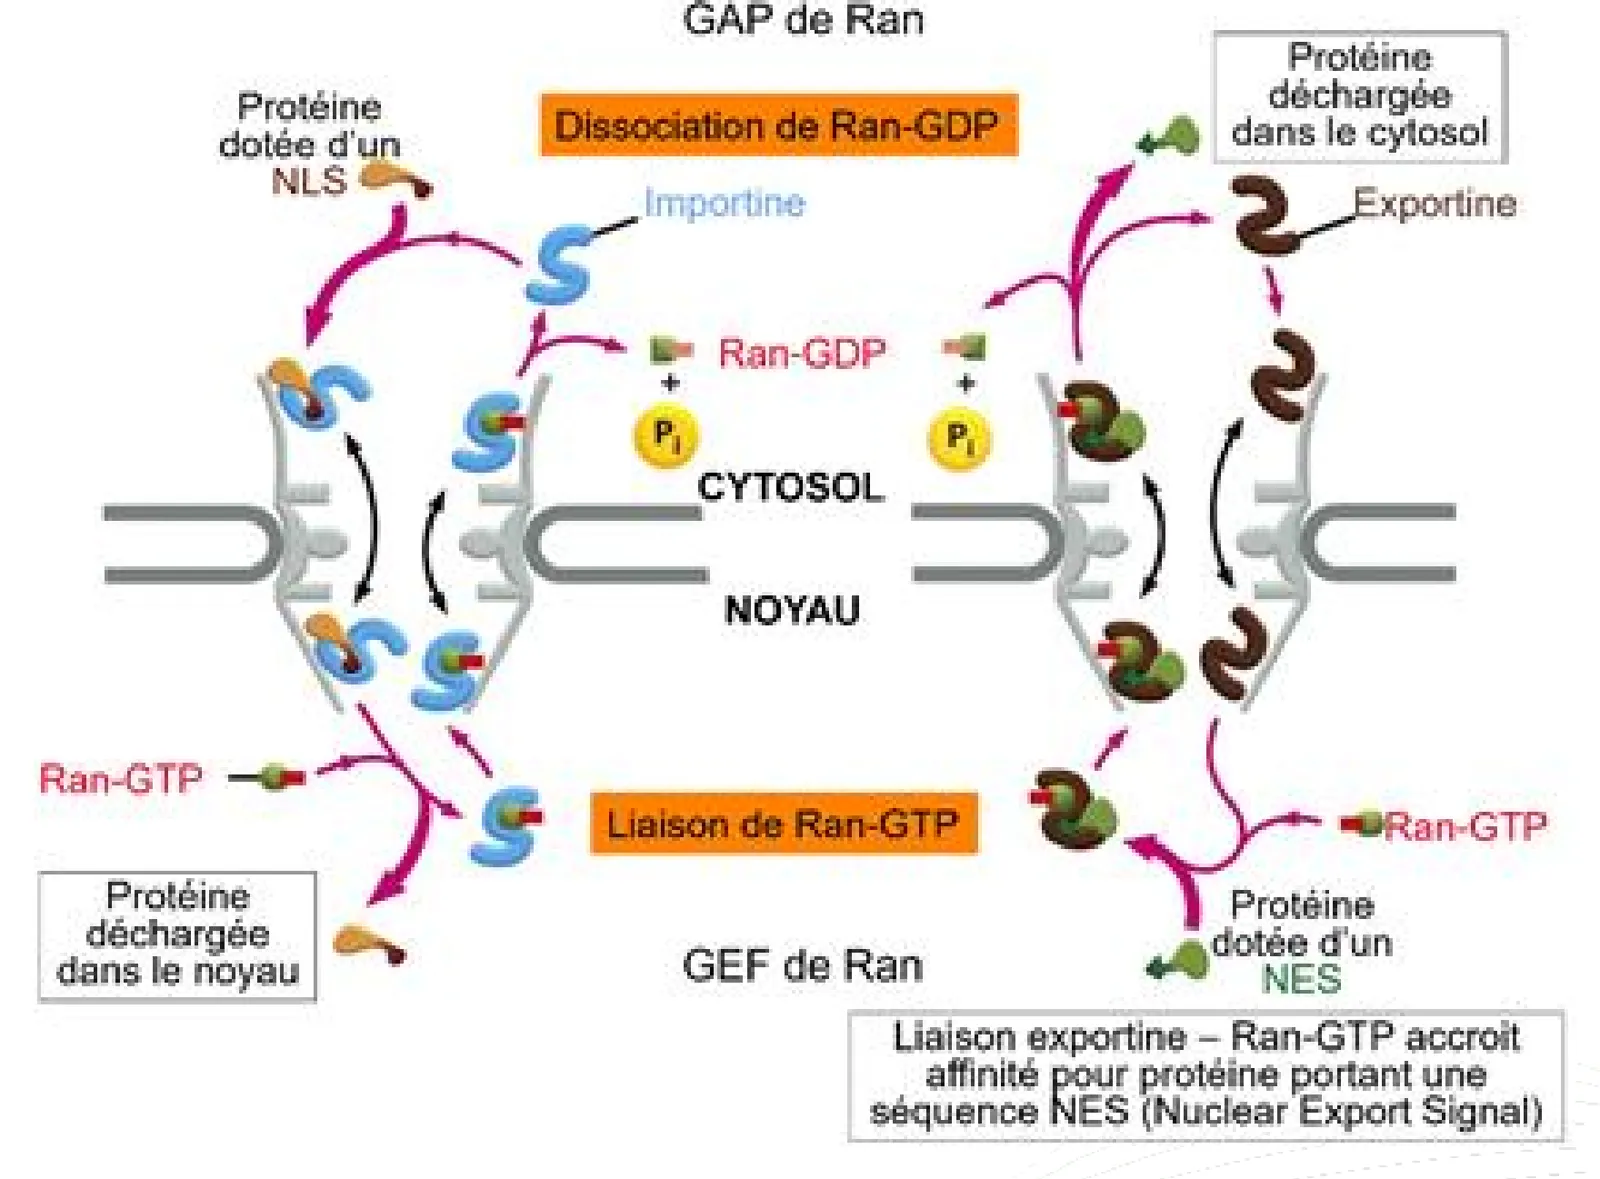 GAP de Ran
Protéine
déchargée
dans le cytosol
Protéine
dotée d'un
NLS
Dissociation de Ran-GDP
Importine
Exportine
Ran-GDP
+
Pi
+
Pi
CYTOSOL
NOYAU
Ran-GTP
Liaison de Ran-GTP
Ran-GTP
Protéine
déchargée
dans le noyau
GEF de Ran
Protéine
dotée d'un
NES
Liaison exportine – Ran-GTP accroit
affinité pour protéine portant une
séquence NES (Nuclear Export Signal)